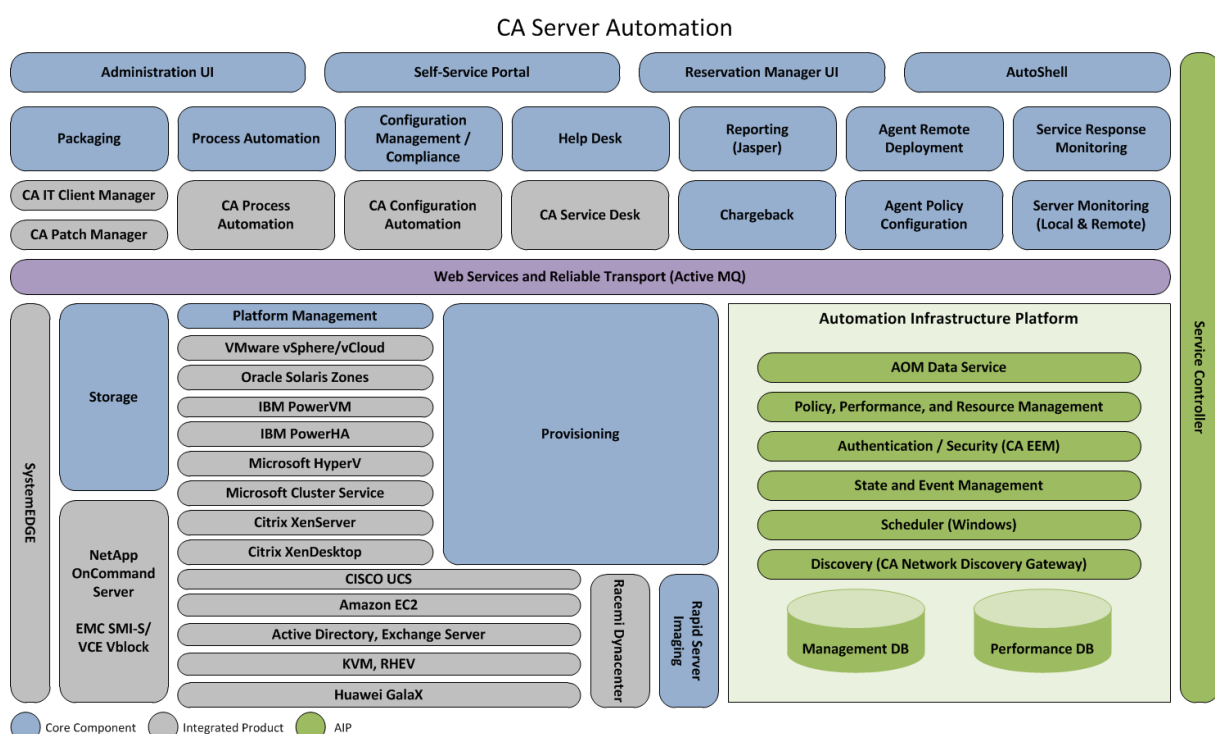 CA Server Automation
Administration UI
Self-Service Portal
Reservation Manager UI
AutoShell
Packaging
Process Automation
Configuration
Management /
Compliance
Help Desk
Reporting
(Jasper)
Agent Remote
Deployment
Service Response
Monitoring
CA IT Client Manager
CA Patch Manager
CA Process
Automation
CA Configuration
Automation
CA Service Desk
Chargeback
Agent Policy
Configuration
Server Monitoring
(Local & Remote)
Web Services and Reliable Transport (Active MQ)
Service Controller
SystemEDGE
Storage
NetApp
OnCommand
Server
EMC SMI-S/
VCE Vblock
Platform Management
VMware vSphere/vCloud
Oracle Solaris Zones
IBM PowerVM
IBM PowerHA
Microsoft HyperV
Microsoft Cluster Service
Citrix XenServer
Citrix XenDesktop
CISCO UCS
Amazon EC2
Active Directory, Exchange Server
KVM, RHEV
Huawei GalaX
Provisioning
Racemi Dynacenter
Rapid Server
Imaging
Automation Infrastructure Platform
AOM Data Service
Policy, Performance, and Resource Management
Authentication / Security (CA EEM)
State and Event Management
Scheduler (Windows)
Discovery (CA Network Discovery Gateway)
Management DB
Performance DB
Core Component
Integrated Product
AIP